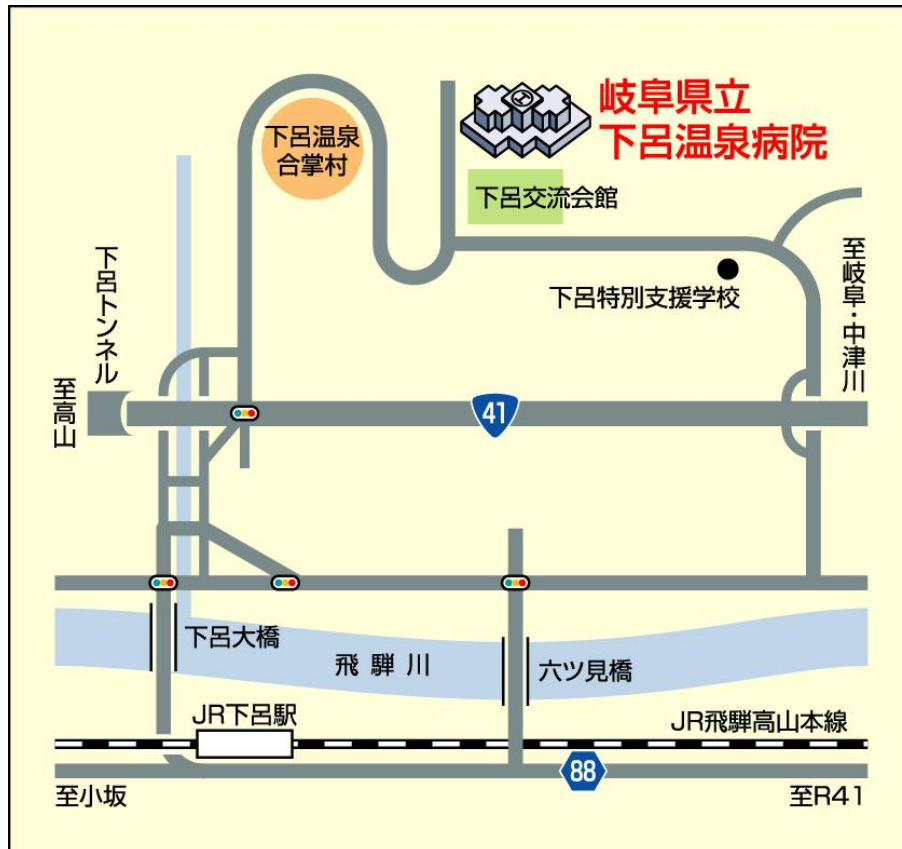 岐阜県立
下呂温泉病院
下呂温泉
合掌村
下呂交流会館
下呂特別支援学校
至岐阜・中津川
下呂トンネル
至高山
41
下呂大橋
飛騨川
六ツ見橋
JR下呂駅
JR飛騨高山本線
88
至小坂
至R41